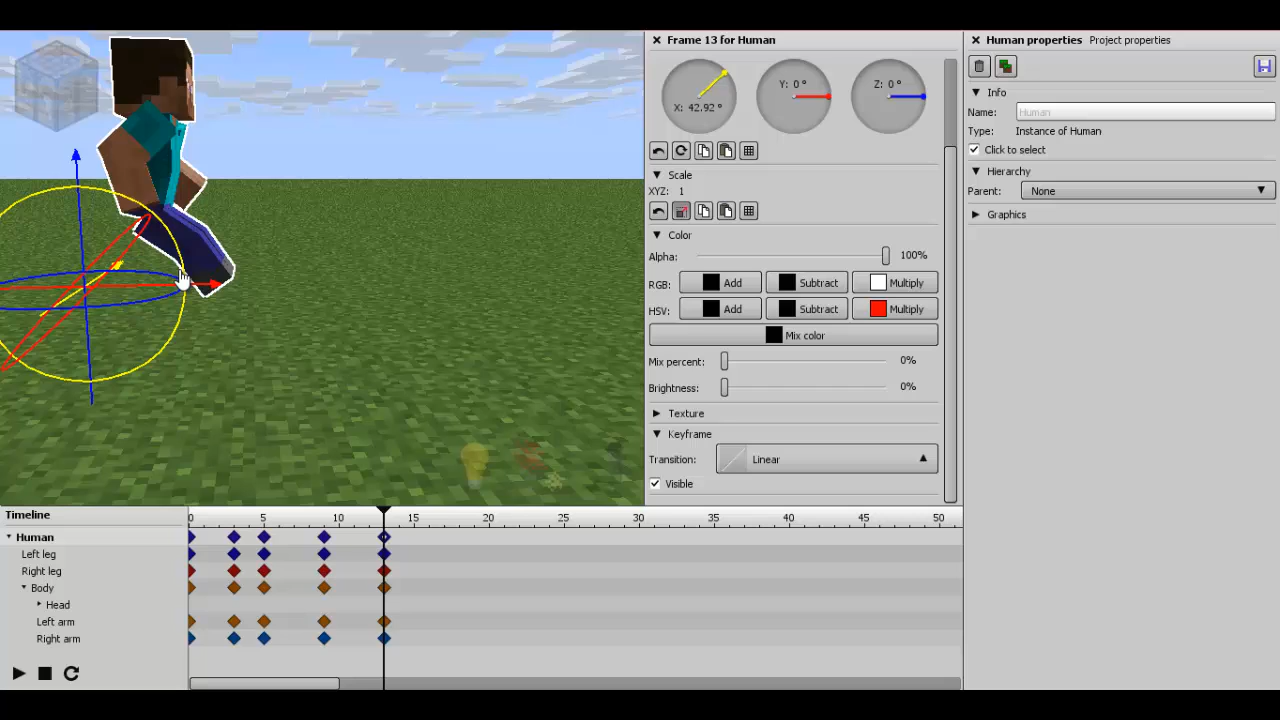 Frame 13 for Human
X: 42.92 °
Y: 0 °
Z: 0 °
Scale
XYZ: 1
Color
Alpha: 100%
RGB: Add Subtract Multiply
HSV: Add Subtract Multiply
Mix color
Mix percent: 0%
Brightness: 0%
Texture
Keyframe
Transition: Linear
Visible
Human properties Project properties
Info
Name: Human
Type: Instance of Human
Click to select
Hierarchy
Parent: None
Graphics
Timeline
0 5 10 15 20 25 30 35 40 45 50
Human
Left leg
Right leg
Body
Head
Left arm
Right arm